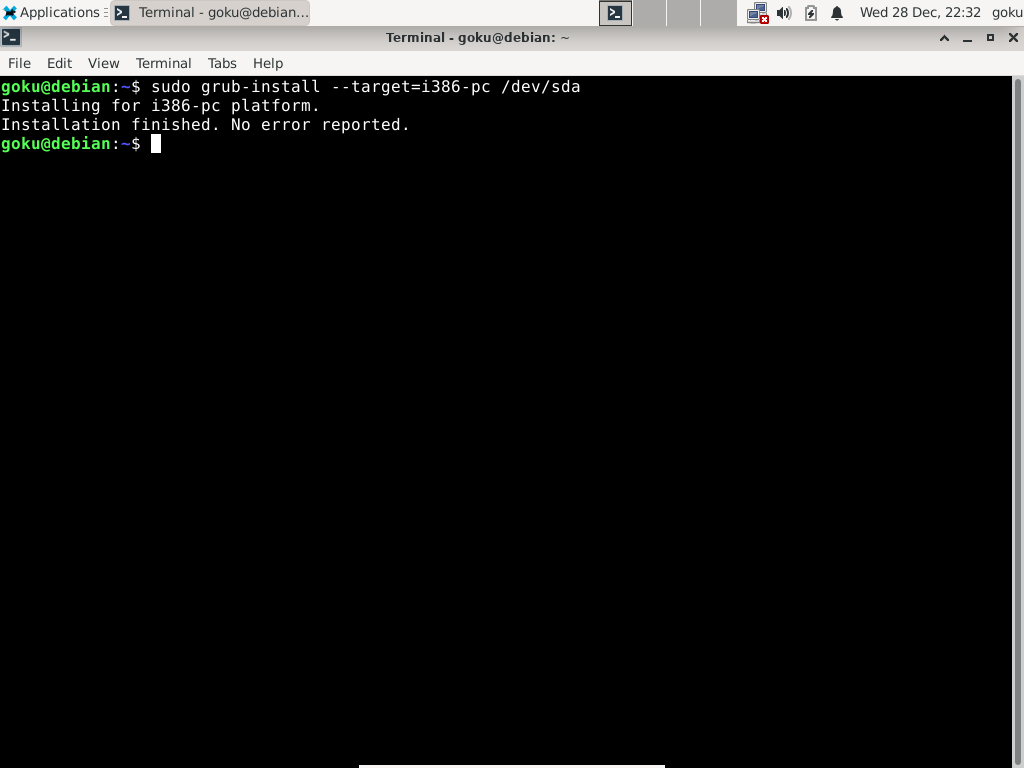 Applications Terminal - goku@debian... Wed 28 Dec, 22:32 goku
Terminal - goku@debian: ~
File Edit View Terminal Tabs Help
goku@debian:~$ sudo grub-install --target=i386-pc /dev/sda
Installing for i386-pc platform.
Installation finished. No error reported.
goku@debian:~$